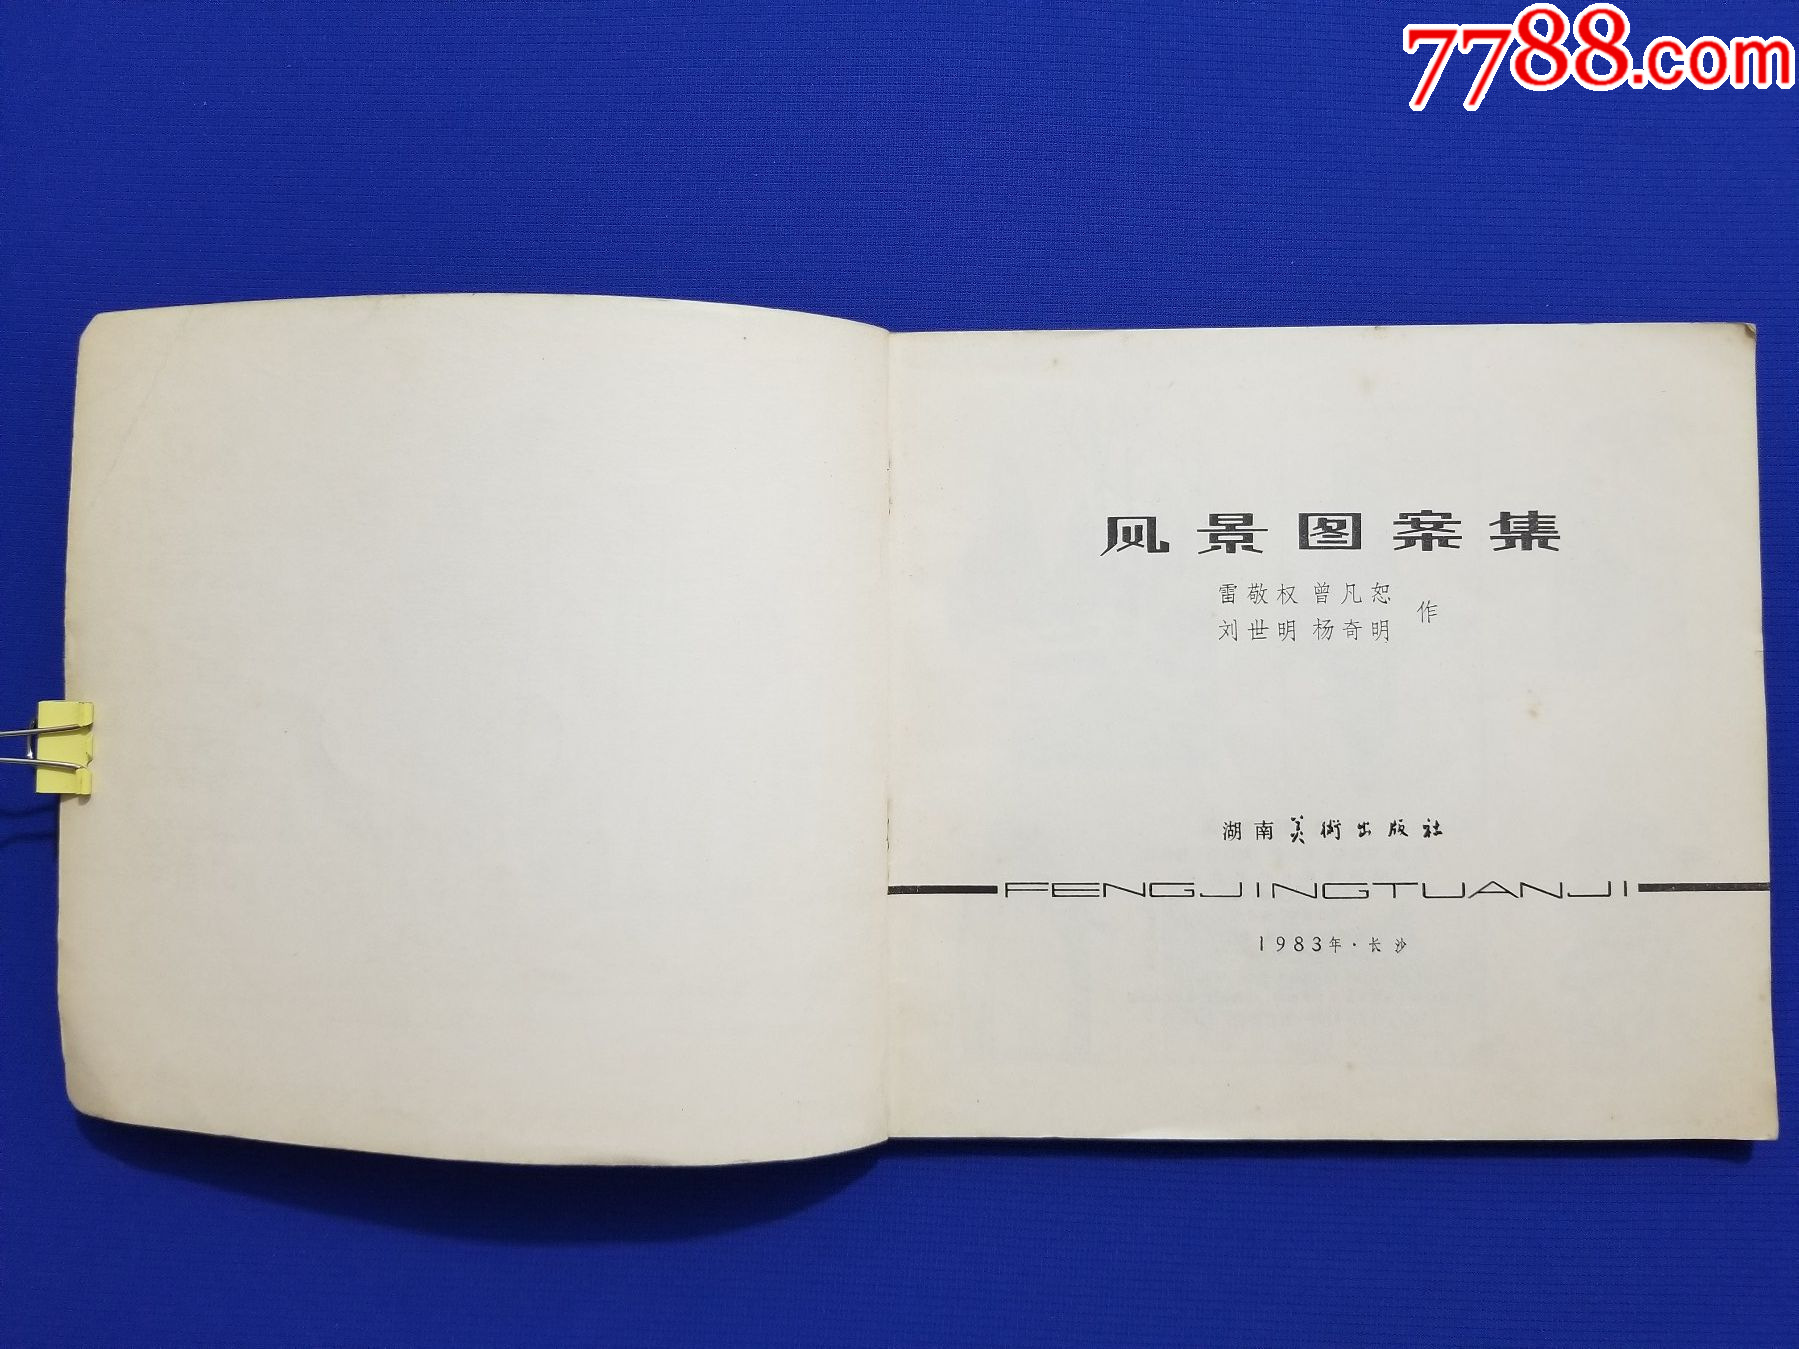 7788.com
风景图案集
雷敬权 曾凡恕
刘世明 杨奇明 作
湖南美術出版社
FENGJINGTUANJI
1983年·长沙